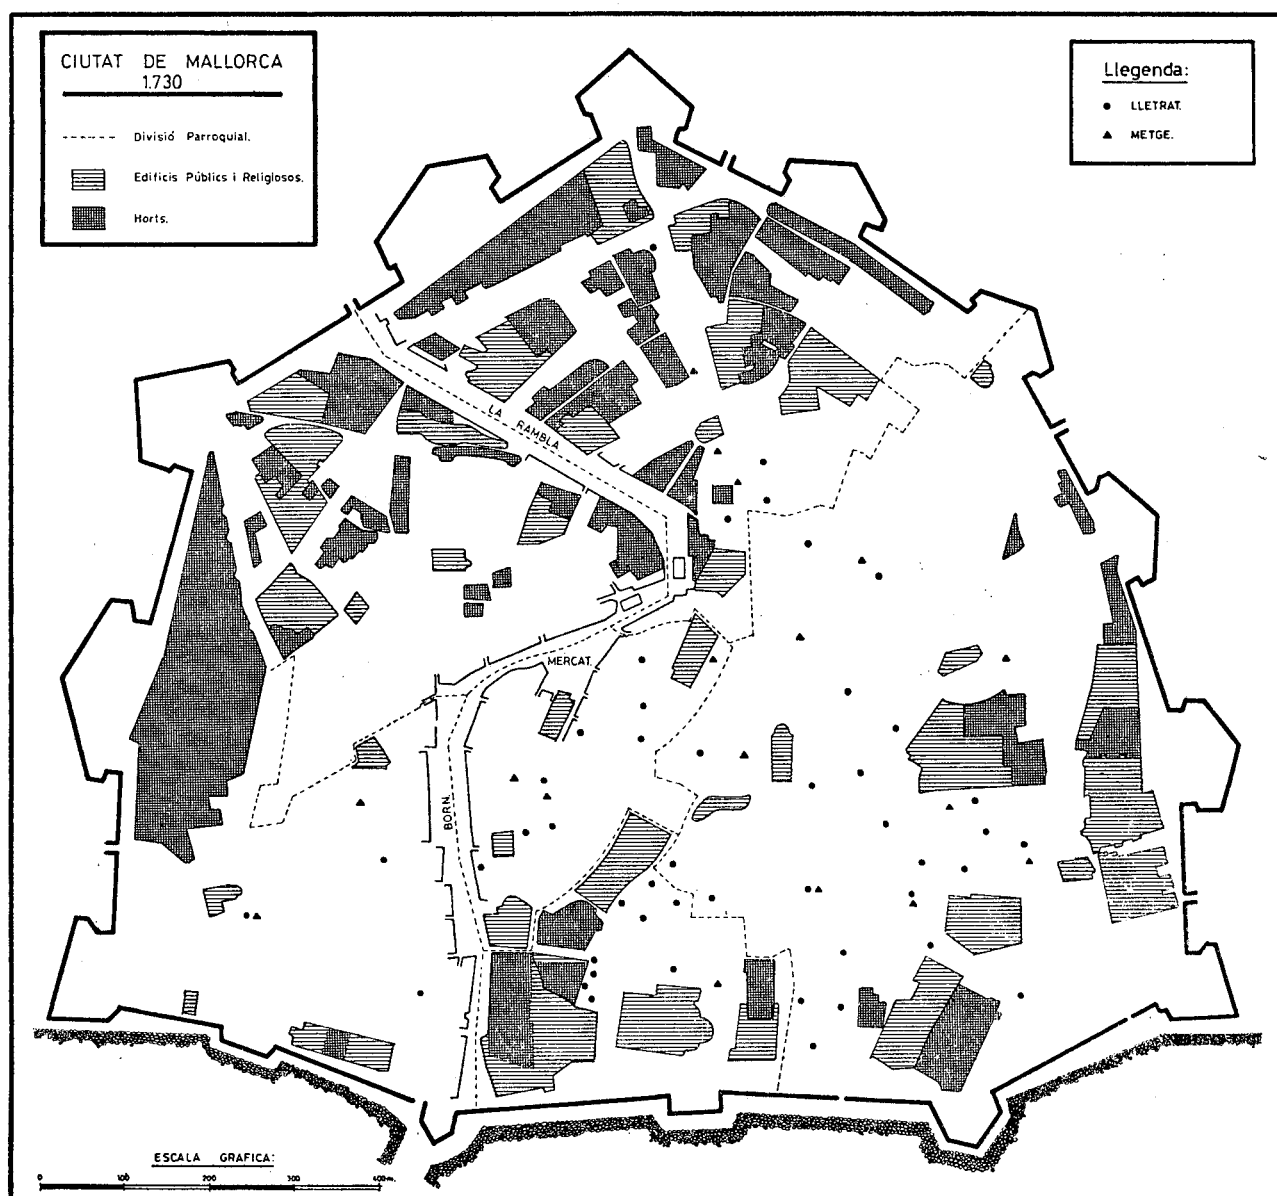 CIUTAT DE MALLORCA
1.730
Divisió Parroquial.
Edificis Públics i Religiosos.
Horts.
Llegenda:
LLETRAT.
METGE.
LA RAMBLA
MERCAT.
BORN.
ESCALA GRAFICA:
0 100 200 300 400 m.